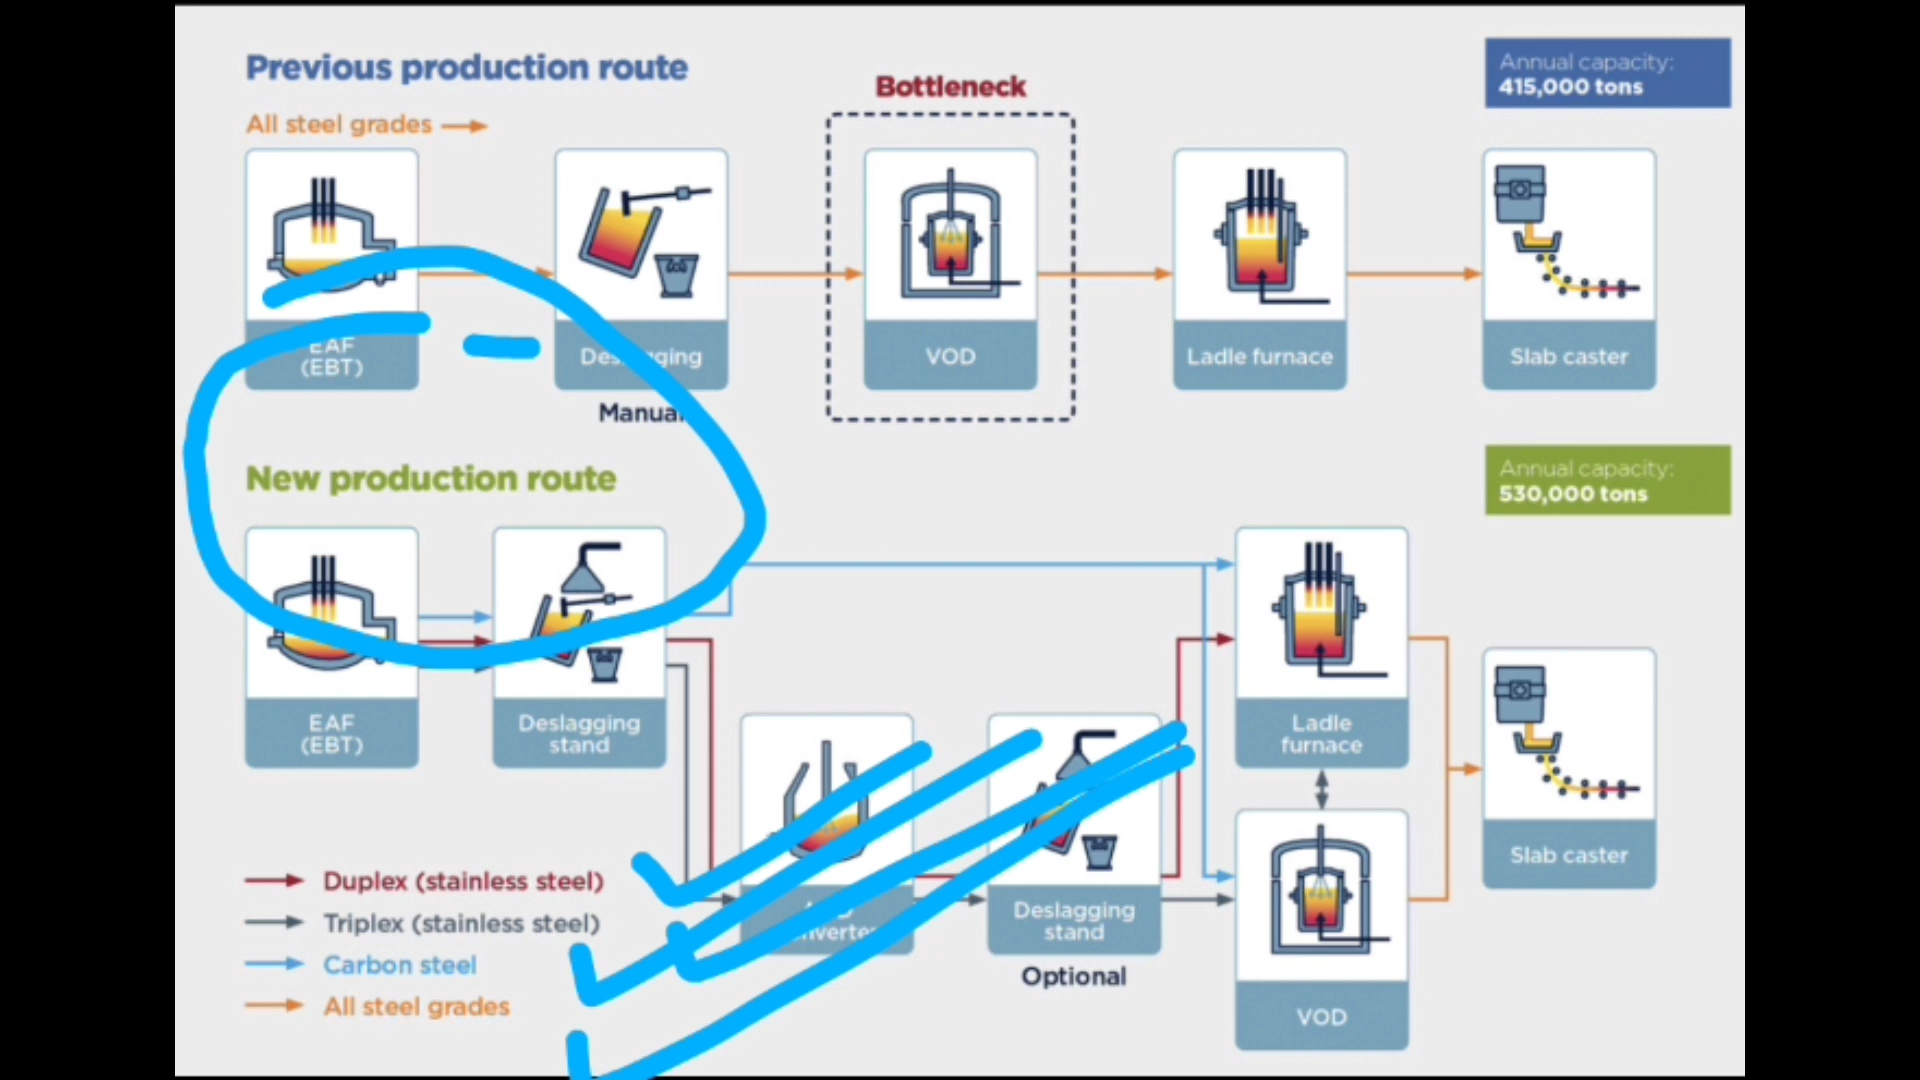 Previous production route
Annual capacity:
415,000 tons
Bottleneck
All steel grades
EAF
(EBT)
VOD
Ladle furnace
Slab caster
New production route
Annual capacity:
530,000 tons
EAF
(EBT)
Deslagging
stand
Ladle
furnace
Slab caster
Duplex (stainless steel)
Triplex (stainless steel)
Carbon steel
All steel grades
Deslagging
stand
Optional
VOD